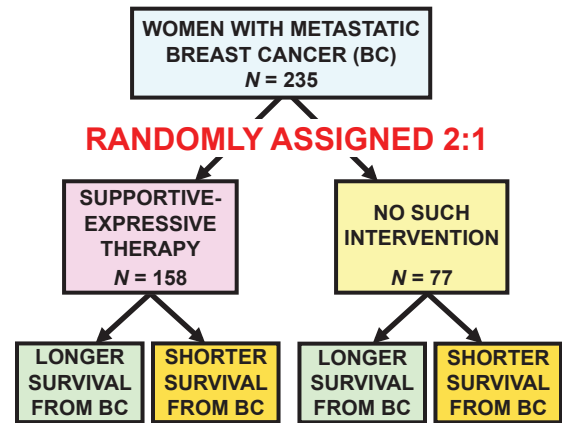 WOMEN WITH METASTATIC
BREAST CANCER (BC)
N = 235
RANDOMLY ASSIGNED 2:1
SUPPORTIVE-
EXPRESSIVE
THERAPY
N = 158
NO SUCH
INTERVENTION
N = 77
LONGER
SURVIVAL
FROM BC
SHORTER
SURVIVAL
FROM BC
LONGER
SURVIVAL
FROM BC
SHORTER
SURVIVAL
FROM BC